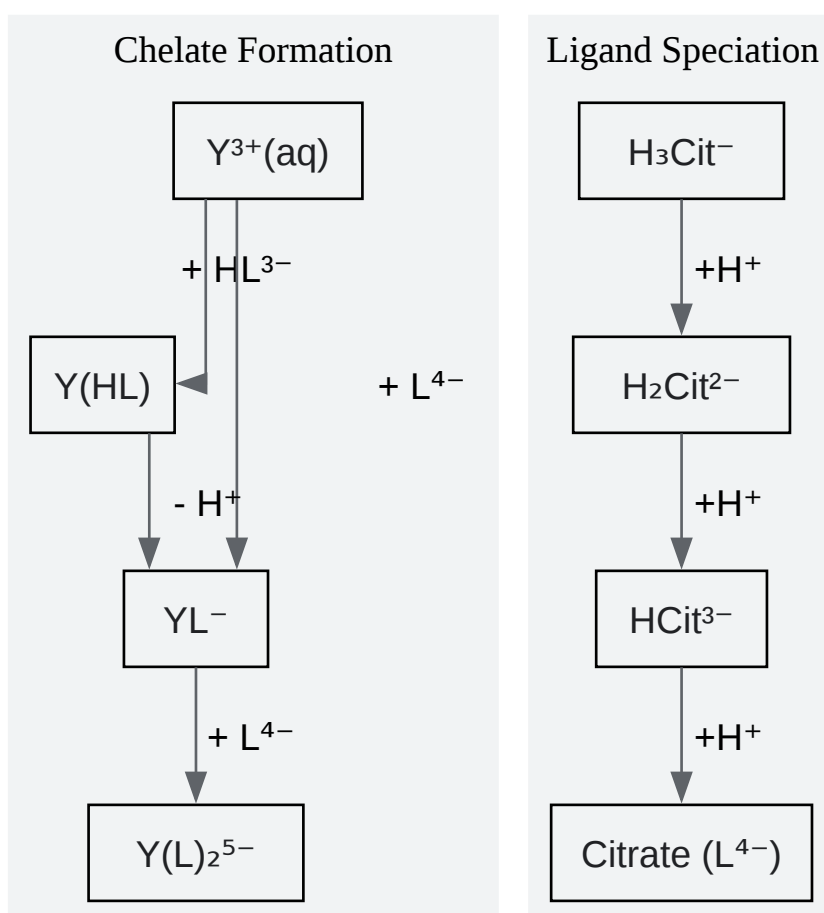 Chelate Formation
Y³⁺(aq)
+ HL³⁻
Y(HL)
+ L⁴⁻
- H⁺
YL⁻
+ L⁴⁻
Y(L)₂⁵⁻
Ligand Speciation
H₃Cit⁻
+H⁺
H₂Cit²⁻
+H⁺
HCit³⁻
+H⁺
Citrate (L⁴⁻)